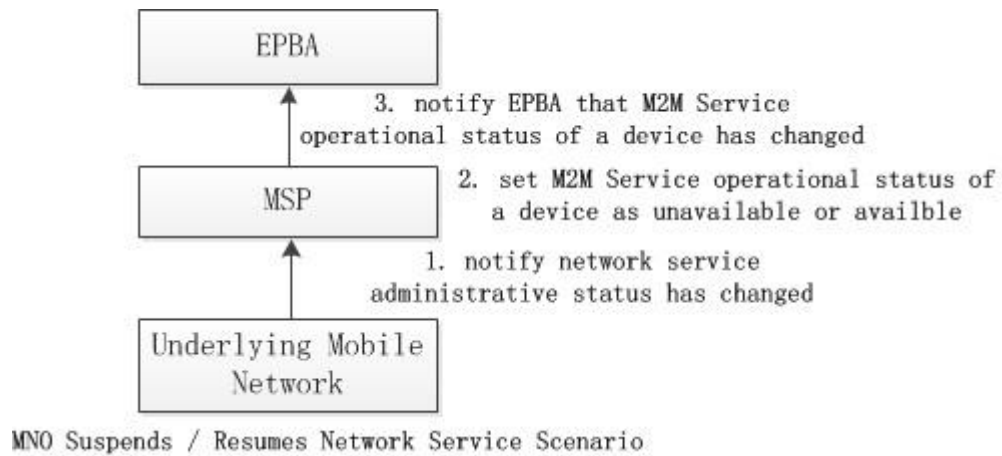 EPBA
3. notify EPBA that M2M Service
operational status of a device has changed
MSP
2. set M2M Service operational status of
a device as unavailable or availble
1. notify network service
administrative status has changed
Underlying Mobile
Network
MNO Suspends / Resumes Network Service Scenario